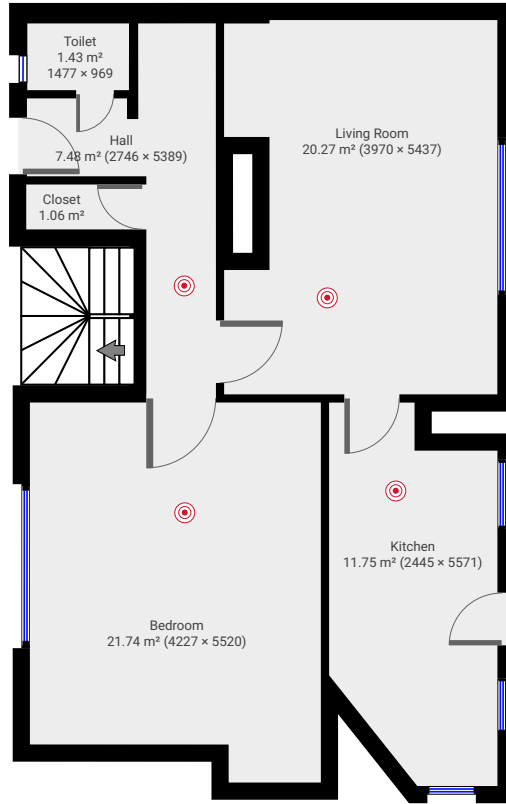 Toilet
1.43 m²
1477 × 969
Hall
7.48 m² (2746 × 5389)
Living Room
20.27 m² (3970 × 5437)
Closet
1.06 m²
Kitchen
11.75 m² (2445 × 5571)
Bedroom
21.74 m² (4227 × 5520)